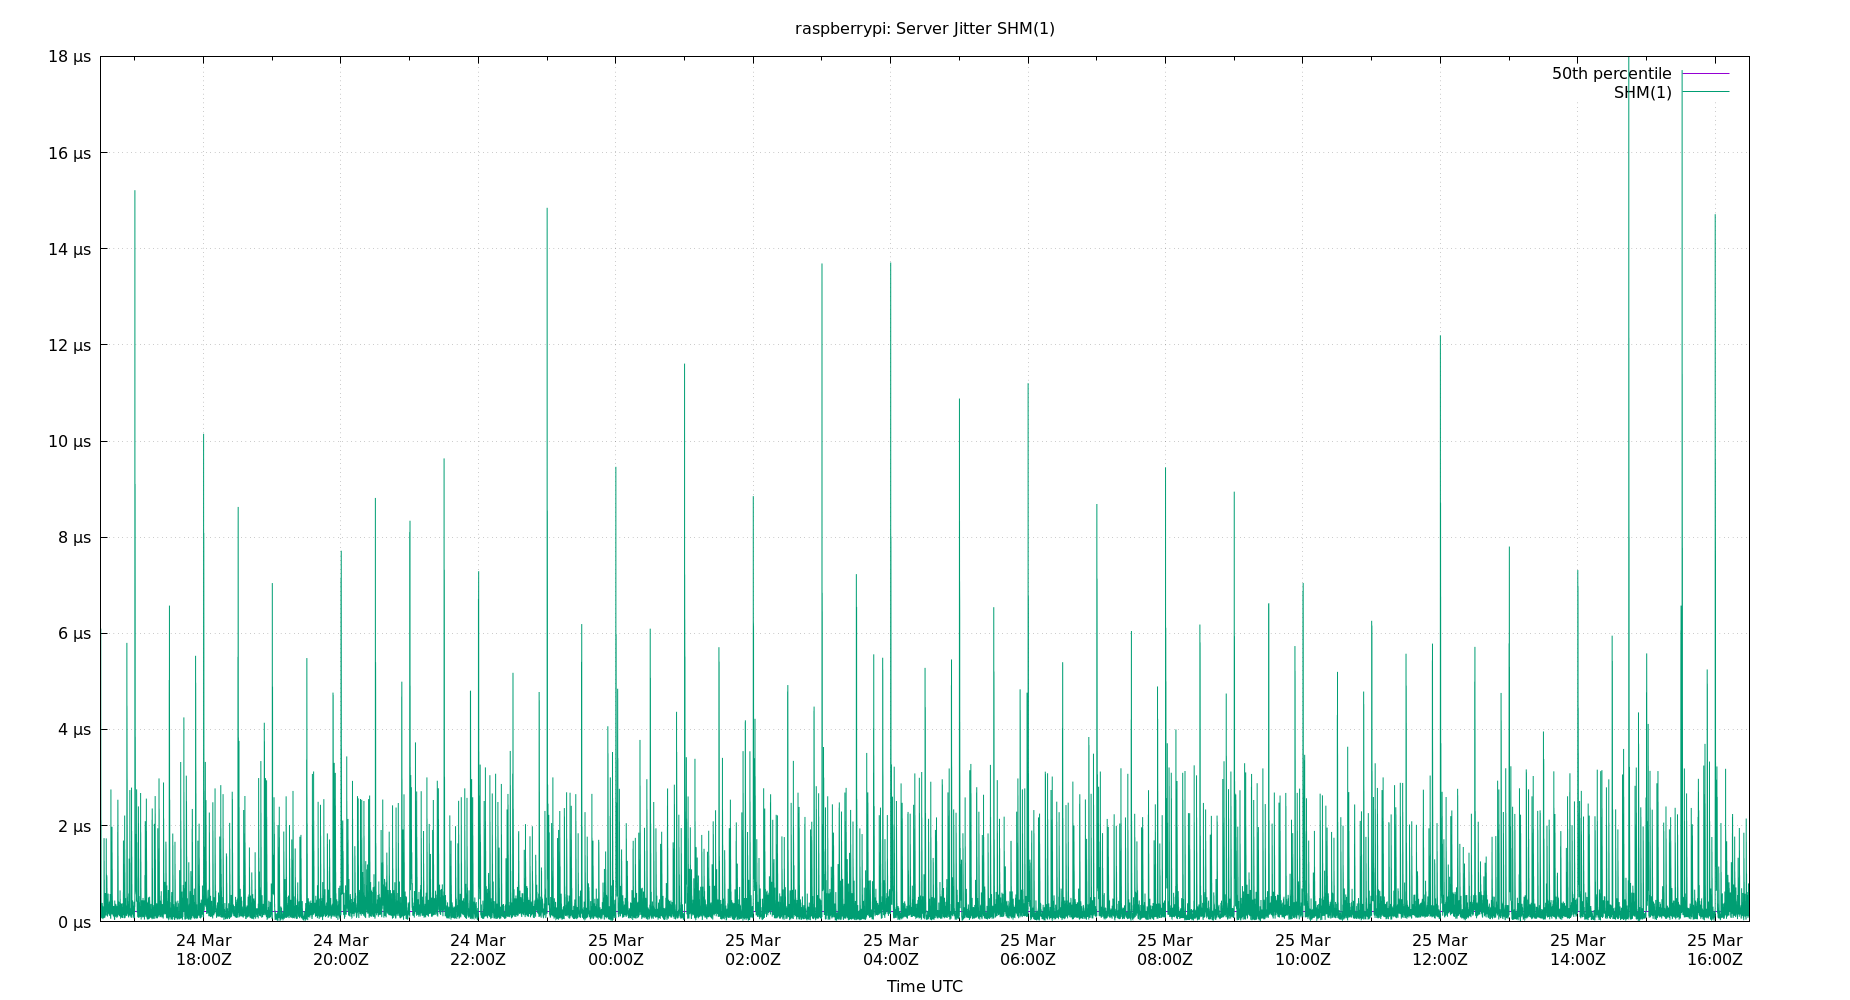 raspberrypi: Server Jitter SHM(1)
18 µs
16 µs
14 µs
12 µs
10 µs
8 µs
6 µs
4 µs
2 µs
0 µs
50th percentile
SHM(1)
24 Mar 24 Mar 24 Mar 25 Mar 25 Mar 25 Mar 25 Mar 25 Mar 25 Mar 25 Mar 25 Mar 25 Mar
18:00Z 20:00Z 22:00Z 00:00Z 02:00Z 04:00Z 06:00Z 08:00Z 10:00Z 12:00Z 14:00Z 16:00Z
Time UTC